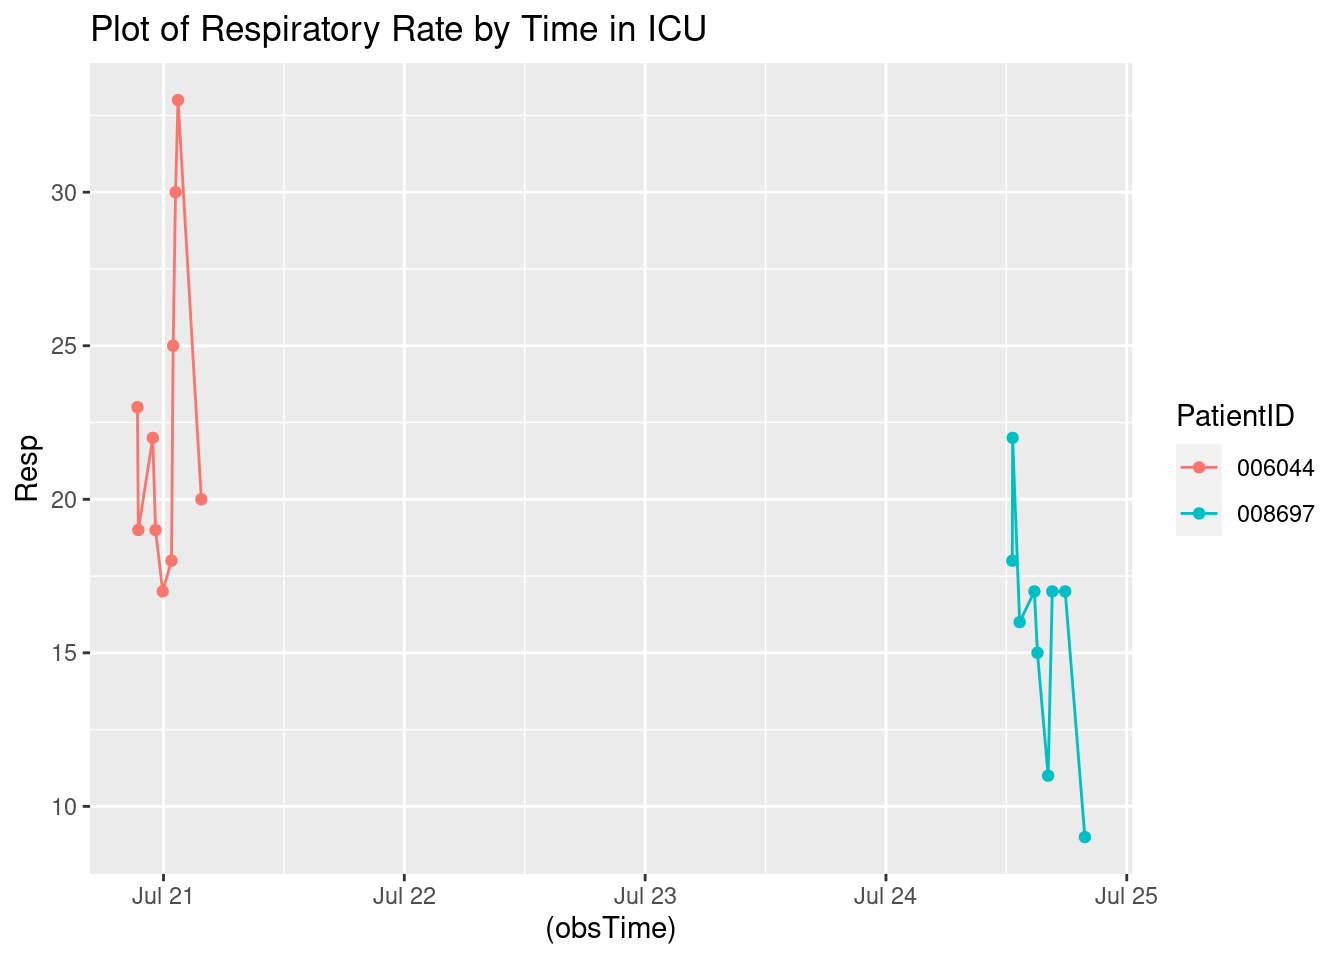 Plot of Respiratory Rate by Time in ICU
30
25
20
15
10
Resp
Jul 21
Jul 22
Jul 23
Jul 24
Jul 25
(obsTime)
PatientID
006044
008697